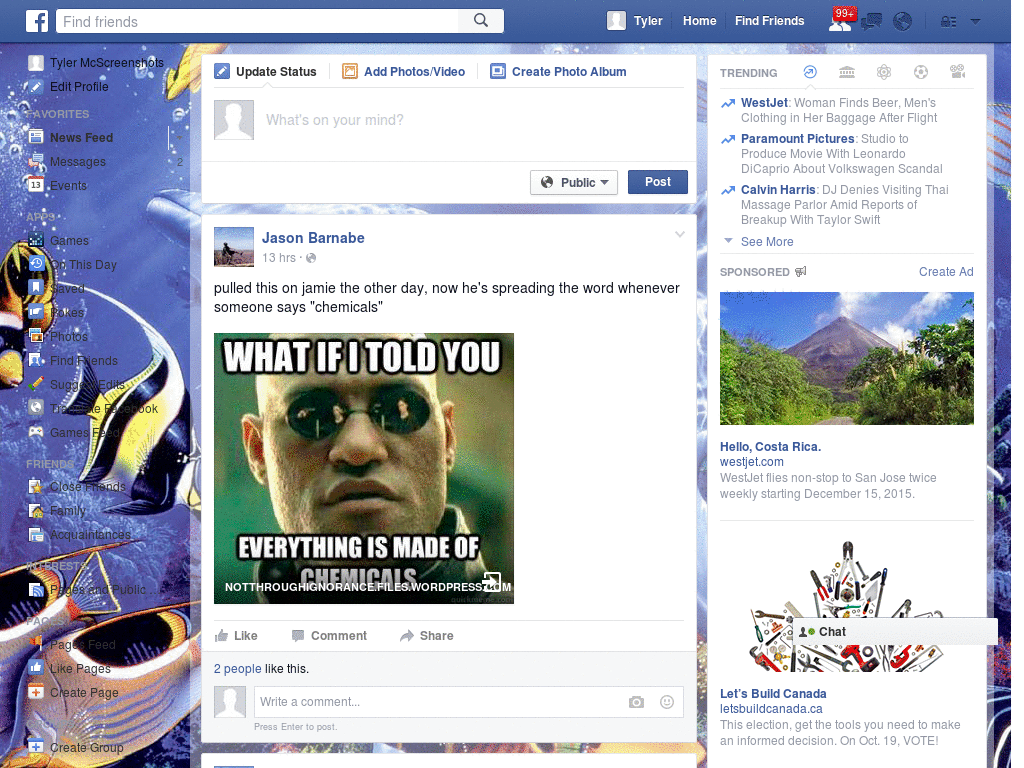 Find friends
Tyler
Home
Find Friends
99+
Tyler McScreenshots
Edit Profile
FAVORITES
News Feed
Messages
2
Events
13
APPS
Games
On This Day
Saved
Pokes
Photos
Find Friends
Suggest Edits
Translate Facebook
Games Feed
FRIENDS
Close Friends
Family
Acquaintances
INTERESTS
Pages and Public ...
PAGES
Pages Feed
Like Pages
Create Page
Create Group
Update Status
Add Photos/Video
Create Photo Album
What's on your mind?
Public
Post
Jason Barnabe
13 hrs ·
pulled this on jamie the other day, now he's spreading the word whenever
someone says "chemicals"
WHAT IF I TOLD YOU
EVERYTHING IS MADE OF
CHEMICALS
NOTTHROUGHIGNORANCE.FILES.WORDPRESS.COM
quickmeme.com
Like
Comment
Share
2 people like this.
Write a comment...
Press Enter to post.
TRENDING
WestJet: Woman Finds Beer, Men's
Clothing in Her Baggage After Flight
Paramount Pictures: Studio to
Produce Movie With Leonardo
DiCaprio About Volkswagen Scandal
Calvin Harris: DJ Denies Visiting Thai
Massage Parlor Amid Reports of
Breakup With Taylor Swift
See More
SPONSORED
Create Ad
Hello, Costa Rica.
westjet.com
WestJet flies non-stop to San Jose twice
weekly starting December 15, 2015.
Chat
Let's Build Canada
letsbuildcanada.ca
This election, get the tools you need to make
an informed decision. On Oct. 19, VOTE!